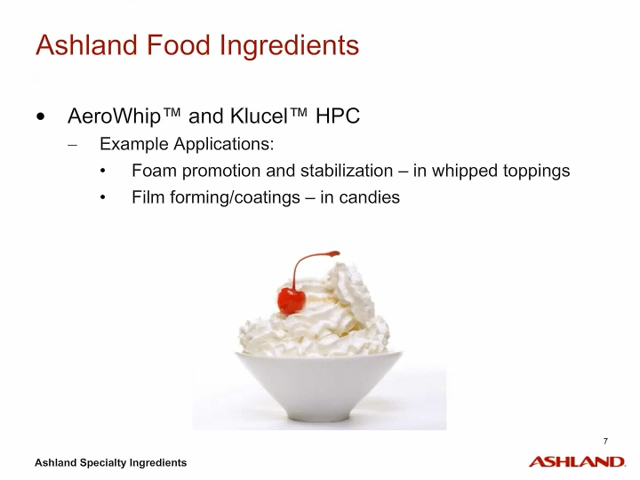 Ashland Food Ingredients
• AeroWhip™ and Klucel™ HPC
– Example Applications:
• Foam promotion and stabilization – in whipped toppings
• Film forming/coatings – in candies
7
Ashland Specialty Ingredients
ASHLAND.